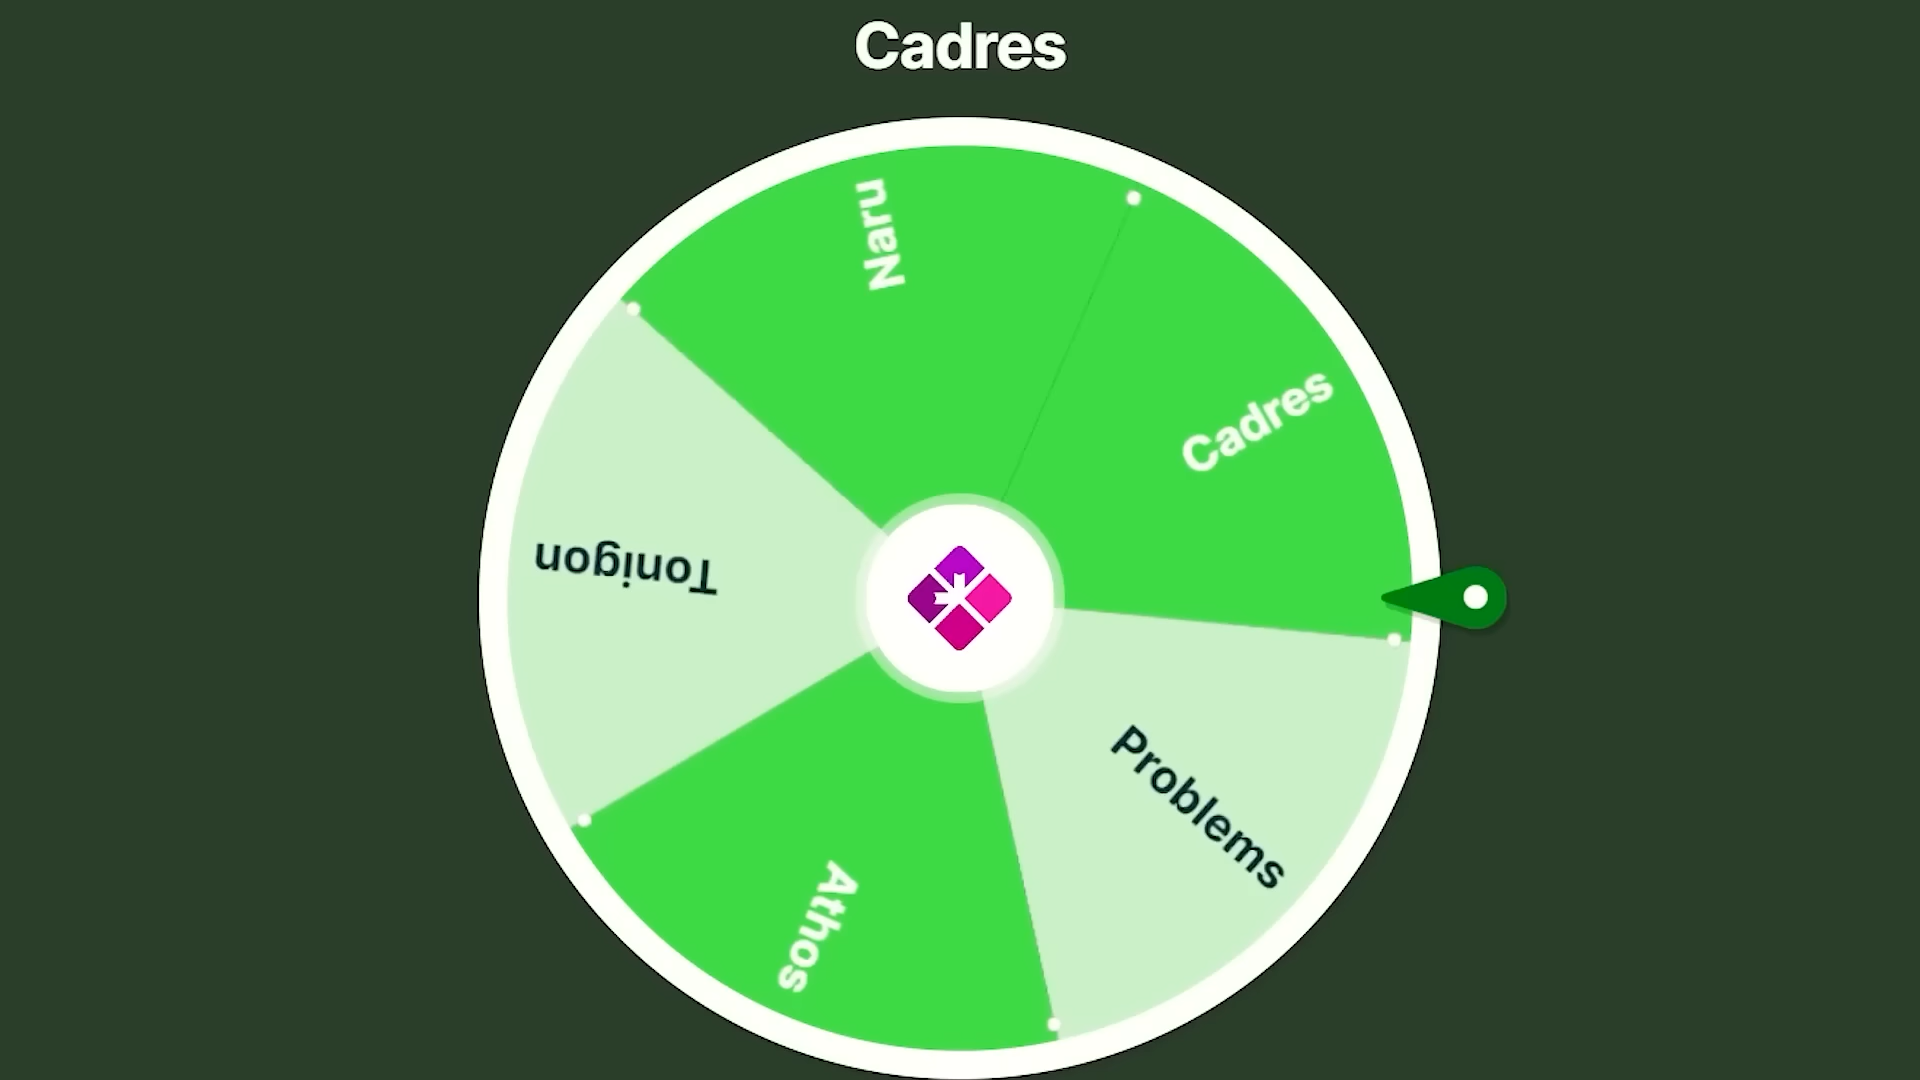 Cadres
Naru
Cadres
Tonigon
Problems
Athos